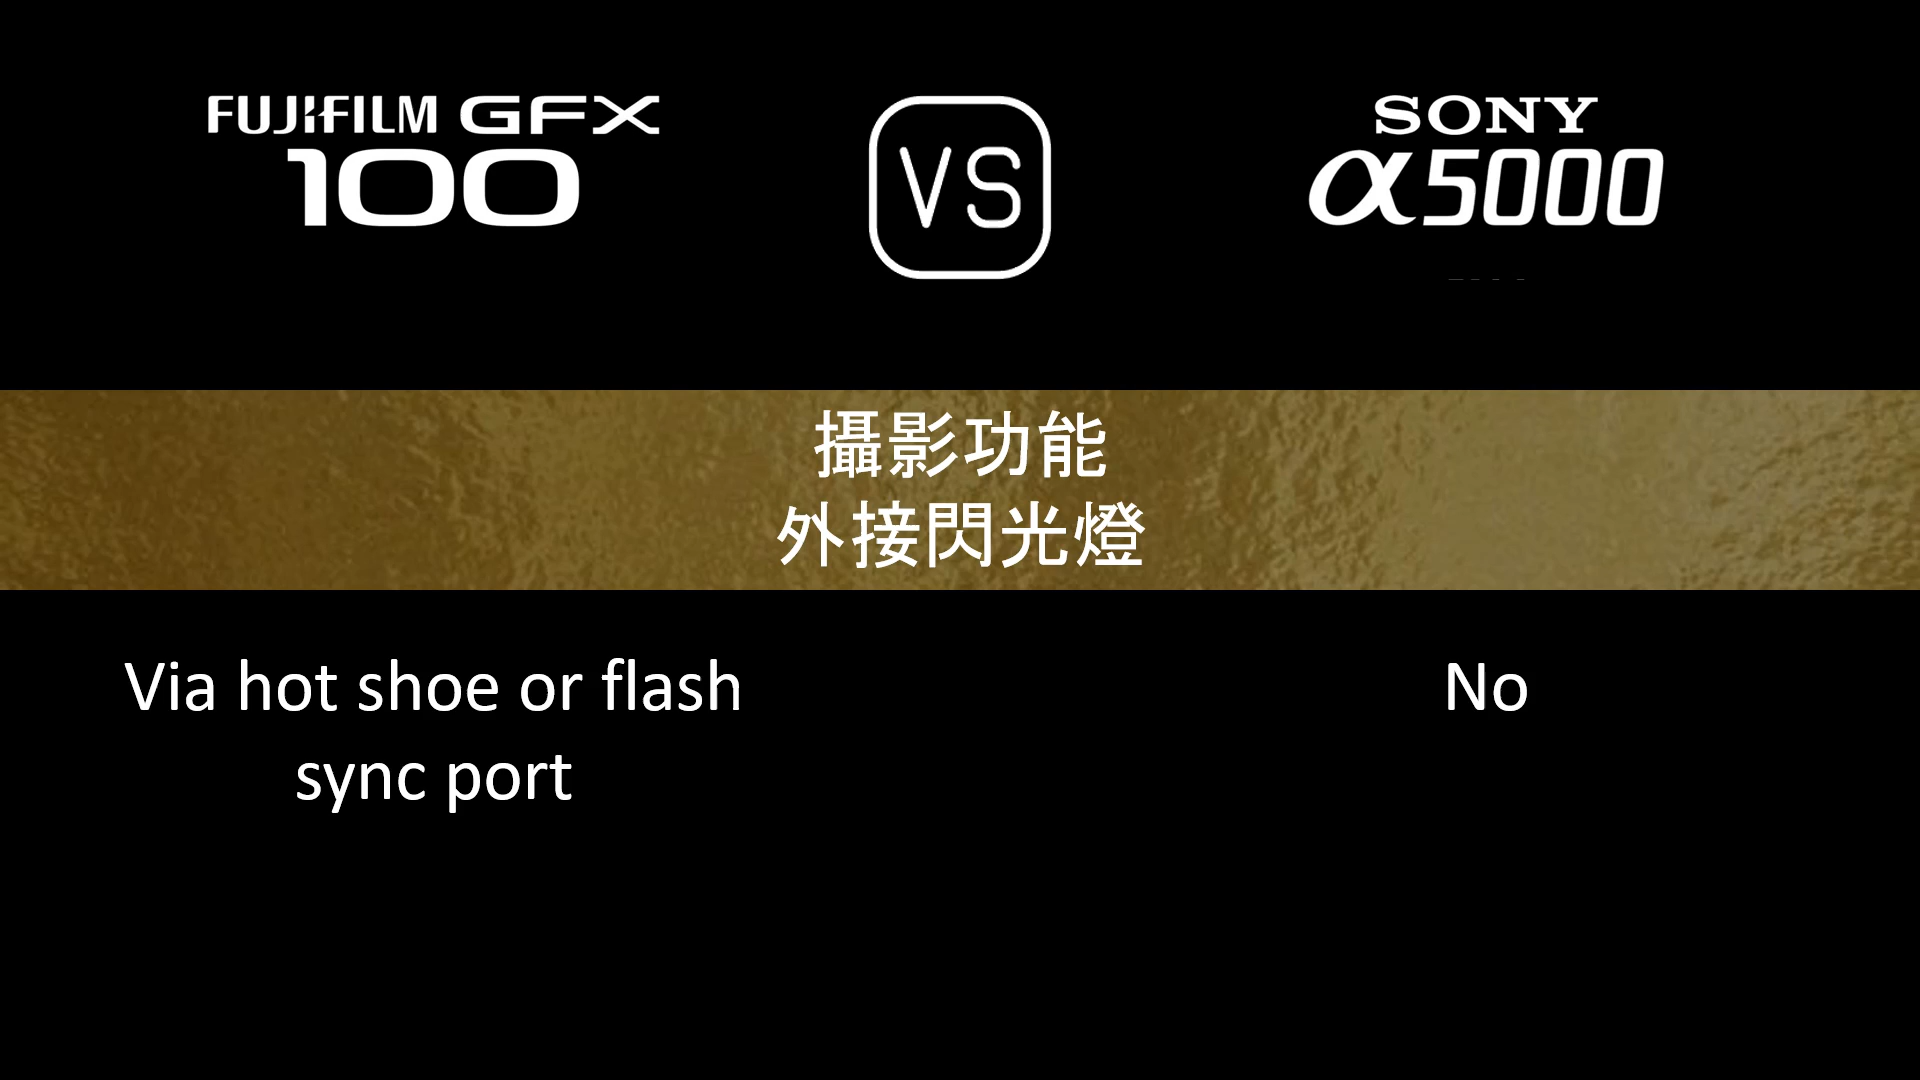 FUJIFILM GFX
100
VS
SONY
α5000
攝影功能
外接閃光燈
Via hot shoe or flash
sync port
No